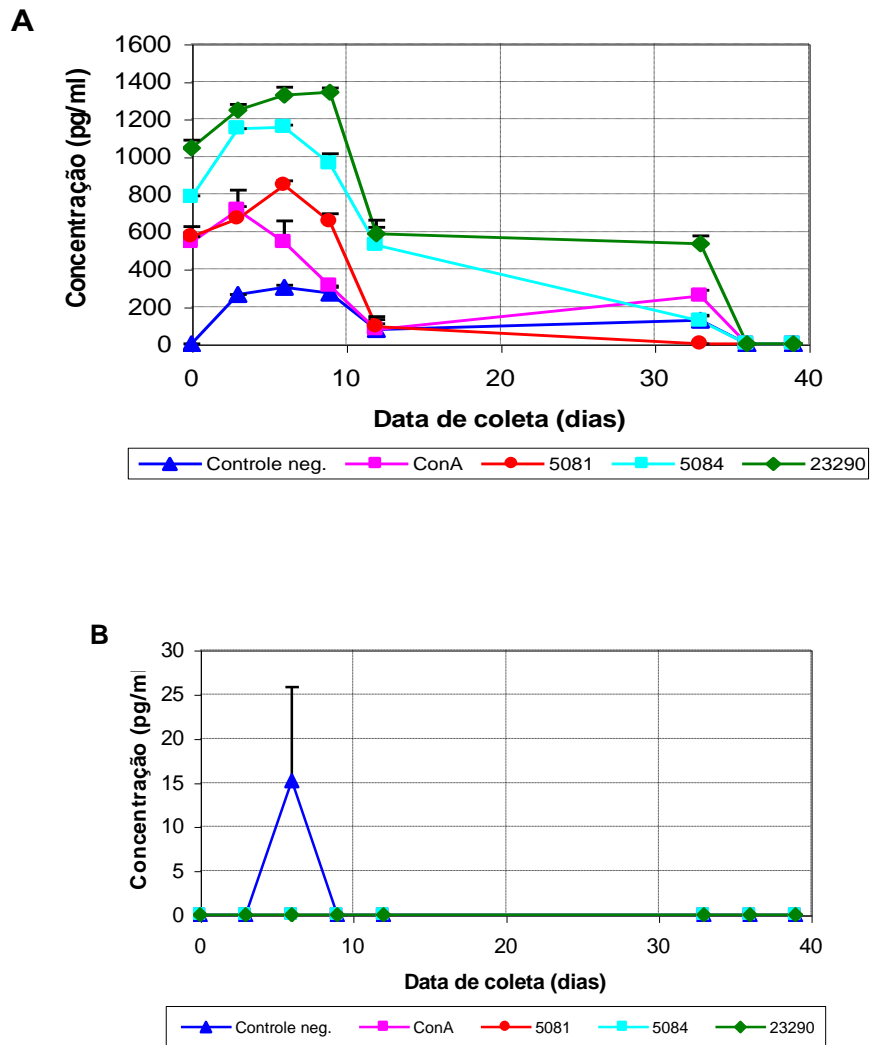 A
Concentração (pg/ml)
1600
1400
1200
1000
800
600
400
200
0
0 10 20 30 40
Data de coleta (dias)
Controle neg. ConA 5081 5084 23290
B
Concentração (pg/ml
30
25
20
15
10
5
0
0 10 20 30 40
Data de coleta (dias)
Controle neg. ConA 5081 5084 23290